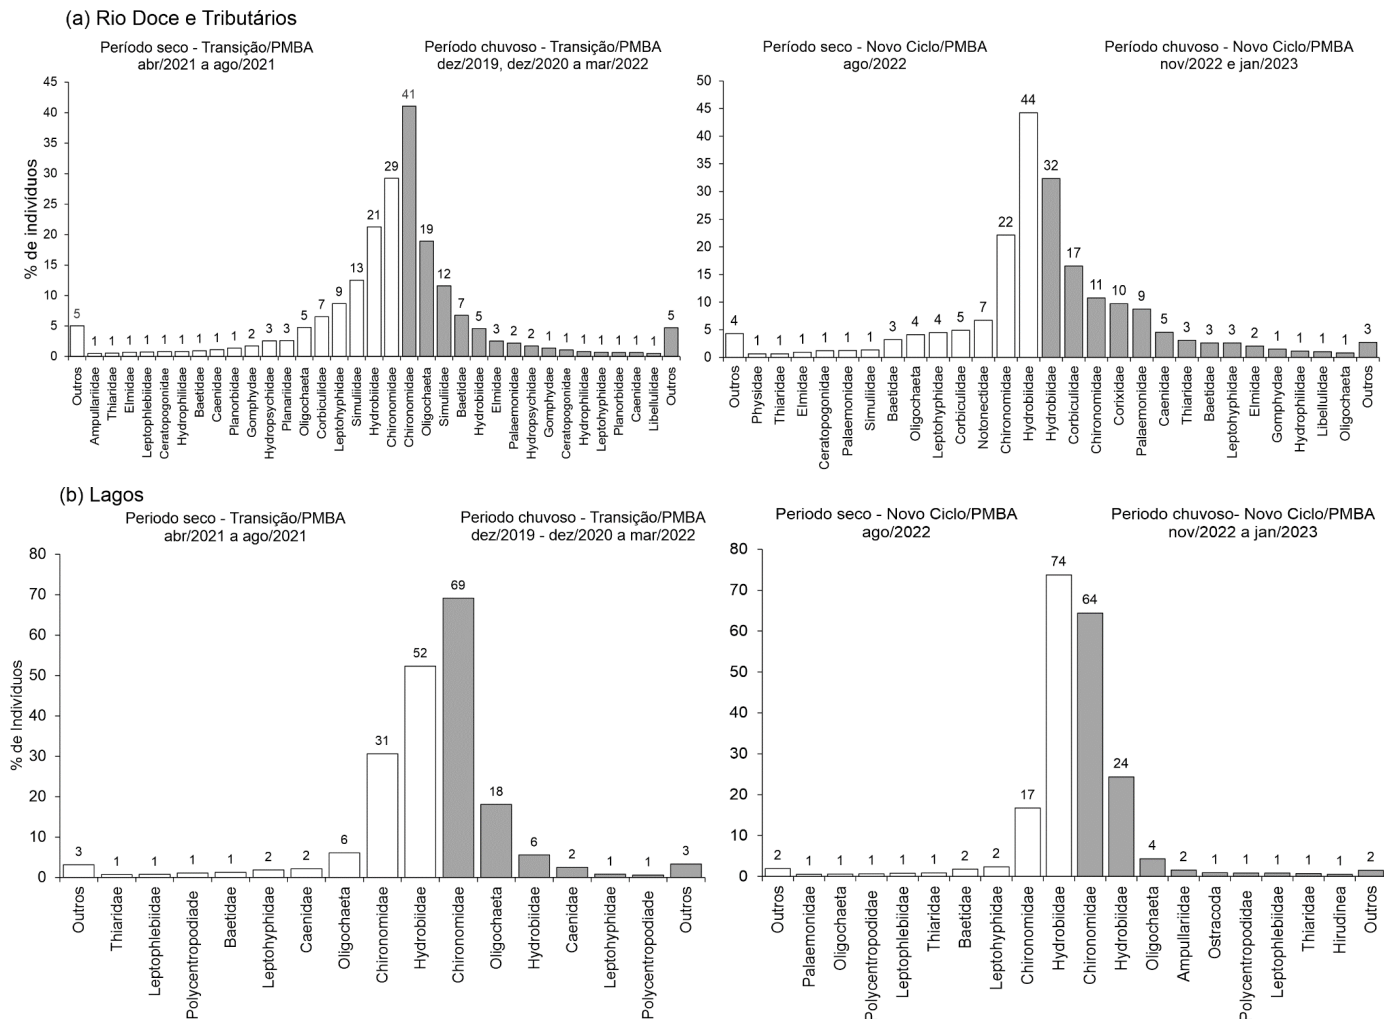 (a) Rio Doce e Tributários
Período seco - Transição/PMBA
abr/2021 a ago/2021
Período chuvoso - Transição/PMBA
dez/2019, dez/2020 a mar/2022
% de indivíduos
45
40
35
30
25
20
15
10
5
0
5 1 1 1 1 1 1 1 1 1 2 3 3 5 7 9 13 21 29 41 19 12 7 5 3 2 2 1 1 1 1 1 1 1 5
Outros
Ampullariidae
Thiaridae
Elmidae
Leptophlebiidae
Ceratopogonidae
Hydrophilidae
Baetidae
Caenidae
Planorbidae
Gomphydae
Hydropsychidae
Planariidae
Oligochaeta
Corbiculiidae
Leptohyphidae
Simuliidae
Hydrobiidae
Chironomidae
Chironomidae
Oligochaeta
Simuliidae
Baetidae
Hydrobiidae
Elmidae
Palaemonidae
Hydropsychidae
Gomphydae
Ceratopogonidae
Hydrophilidae
Leptohyphidae
Planorbidae
Caenidae
Libellulidae
Outros
Período seco - Novo Ciclo/PMBA
ago/2022
Período chuvoso - Novo Ciclo/PMBA
nov/2022 e jan/2023
50
45
40
35
30
25
20
15
10
5
0
4 1 1 1 1 1 1 3 4 4 5 7 22 44 32 17 11 10 9 5 3 3 3 2 1 1 1 1 3
Outros
Physidae
Thiaridae
Elmidae
Ceratopogonidae
Palaemonidae
Simuliidae
Baetidae
Oligochaeta
Leptohyphidae
Corbiculidae
Notonectidae
Chironomidae
Hydrobiidae
Hydrobiidae
Corbiculidae
Chironomidae
Corixidae
Palaemonidae
Caenidae
Thiaridae
Baetidae
Leptohyphidae
Elmidae
Gomphydae
Hydrophilidae
Libellulidae
Oligochaeta
Outros
(b) Lagos
Periodo seco - Transição/PMBA
abr/2021 a ago/2021
Periodo chuvoso - Transição/PMBA
dez/2019 - dez/2020 a mar/2022
% de Indivíduos
80
70
60
50
40
30
20
10
0
3 1 1 1 1 2 2 6 31 52 69 18 6 2 1 1 3
Outros
Thiaridae
Leptophlebiidae
Polycentropodidae
Baetidae
Leptohyphidae
Caenidae
Oligochaeta
Chironomidae
Hydrobiidae
Chironomidae
Oligochaeta
Hydrobiidae
Caenidae
Leptohyphidae
Polycentropodiade
Outros
Periodo seco - Novo Ciclo/PMBA
ago/2022
Periodo chuvoso- Novo Ciclo/PMBA
nov/2022 a jan/2023
80
70
60
50
40
30
20
10
0
2 1 1 1 1 1 2 2 17 74 64 24 4 2 1 1 1 1 1 2
Outros
Palaemonidae
Oligochaeta
Polycentropodidae
Leptophlebiidae
Thiaridae
Baetidae
Leptohyphidae
Chironomidae
Hydrobiidae
Chironomidae
Hydrobiidae
Oligochaeta
Ampullariidae
Ostracoda
Polycentropodidae
Leptophlebiidae
Thiaridae
Hirudinea
Outros